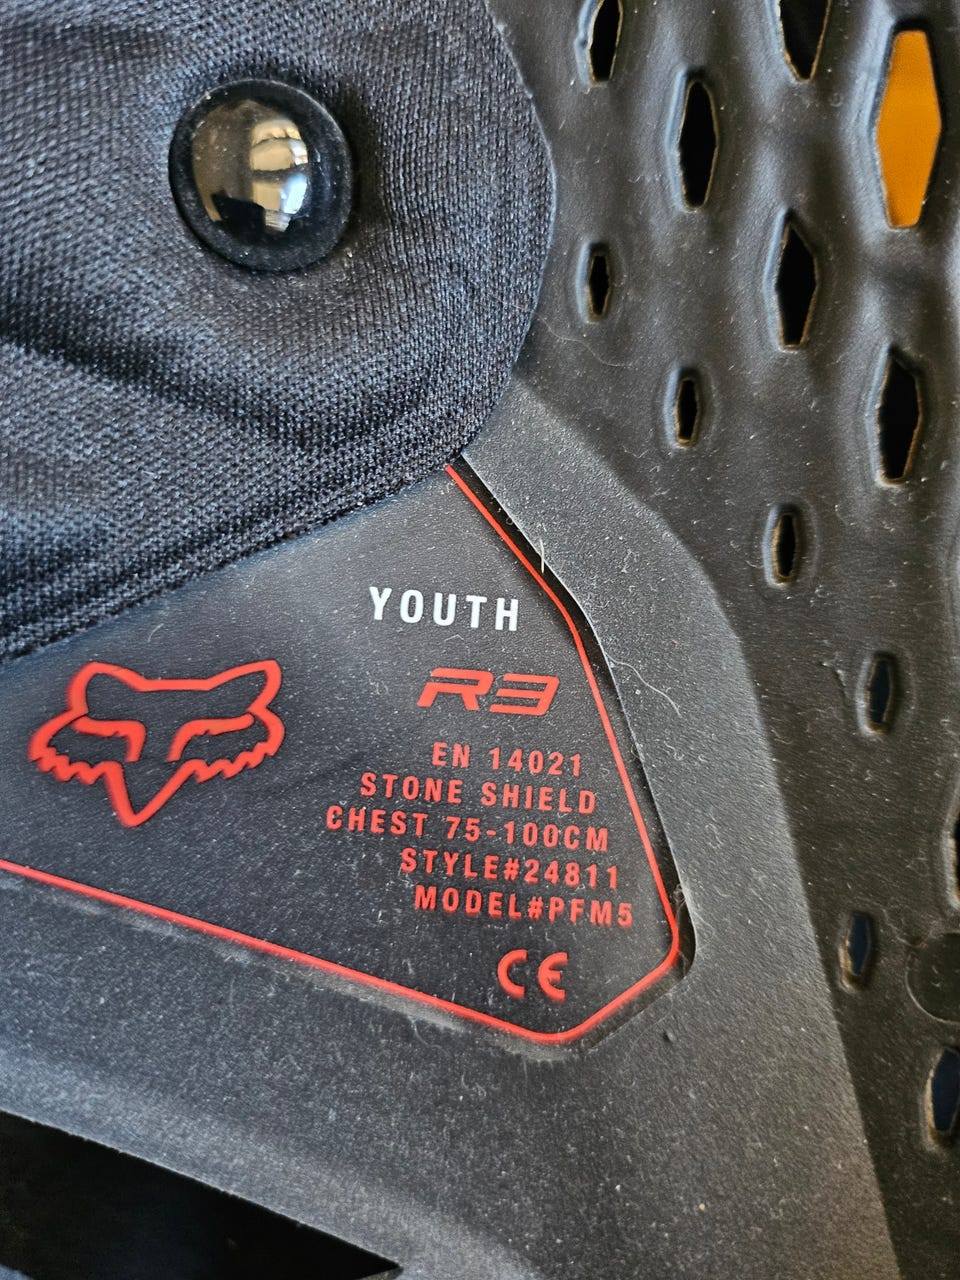 YOUTH
R3
EN 14021
STONE SHIELD
CHEST 75-100CM
STYLE#24811
MODEL#PFM5
CE